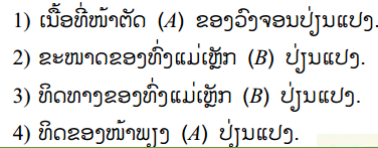 1) ເນື້ອທີ່ໜ້າຕັດ (A) ຂອງວົງຈອນປ່ຽນແປງ.
2) ຂະໜາດຂອງທົ່ງແມ່ເຫຼັກ (B) ປ່ຽນແປງ.
3) ທິດທາງຂອງທົ່ງແມ່ເຫຼັກ (B) ປ່ຽນແປງ.
4) ທິດຂອງໜ້າພຽງ (A) ປ່ຽນແປງ.